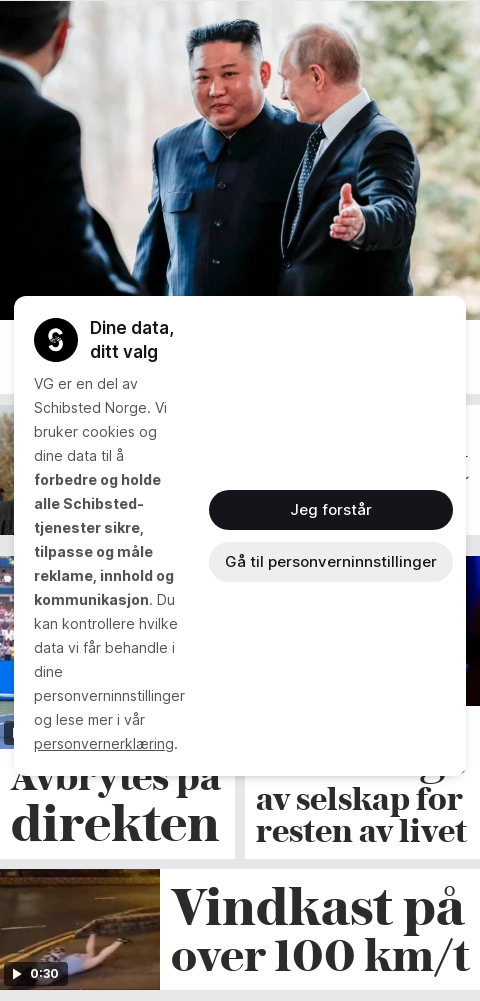 Dine data,
ditt valg
VG er en del av
Schibsted Norge. Vi
bruker cookies og
dine data til å
forbedre og holde
alle Schibsted-
tjenester sikre,
tilpasse og måle
reklame, innhold og
kommunikasjon. Du
kan kontrollere hvilke
data vi får behandle i
dine
personverninnstillinger
og lese mer i vår
personvernerklæring.
Jeg forstår
Gå til personverninnstillinger
Avbrytes på
direkten
av selskap for
resten av livet
0:30
Vindkast på
over 100 km/t